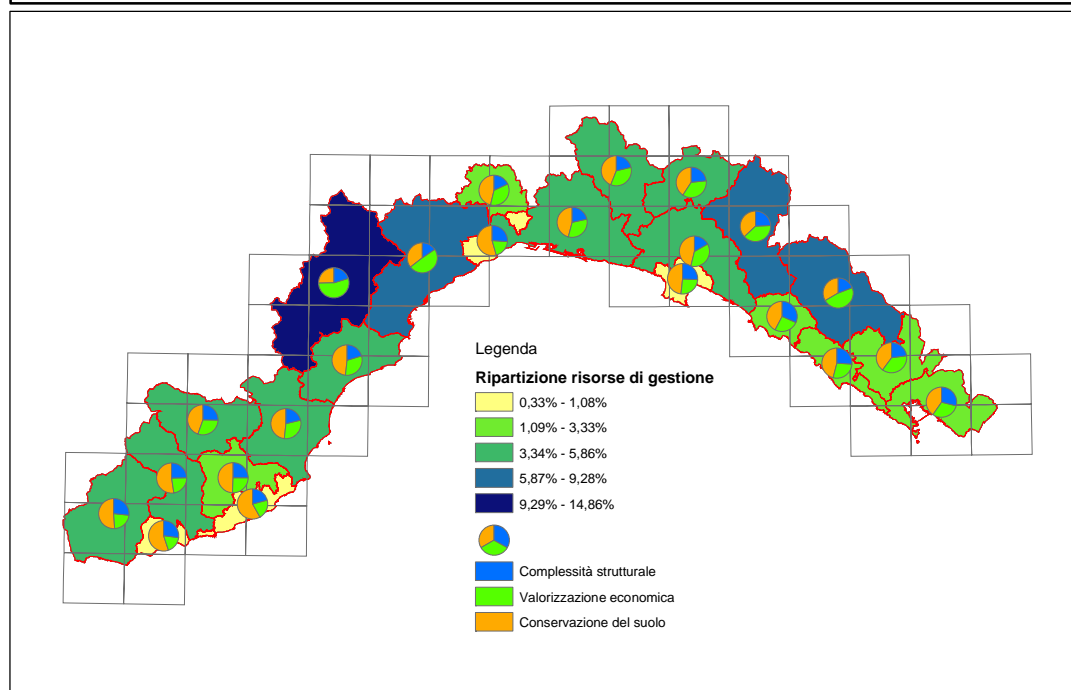 Legenda
Ripartizione risorse di gestione
0,33% - 1,08%
1,09% - 3,33%
3,34% - 5,86%
5,87% - 9,28%
9,29% - 14,86%
Complessità strutturale
Valorizzazione economica
Conservazione del suolo